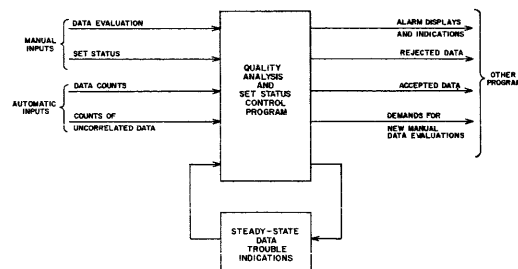 MANUAL
INPUTS
DATA EVALUATION
SET STATUS
AUTOMATIC
INPUTS
DATA COUNTS
COUNTS OF
UNCORRELATED DATA
QUALITY
ANALYSIS
AND
SET STATUS
CONTROL
PROGRAM
ALARM DISPLAYS
AND INDICATIONS
REJECTED DATA
ACCEPTED DATA
DEMANDS FOR
NEW MANUAL
DATA EVALUATIONS
OTHER
PROGRAM
STEADY-STATE
DATA
TROUBLE
INDICATIONS